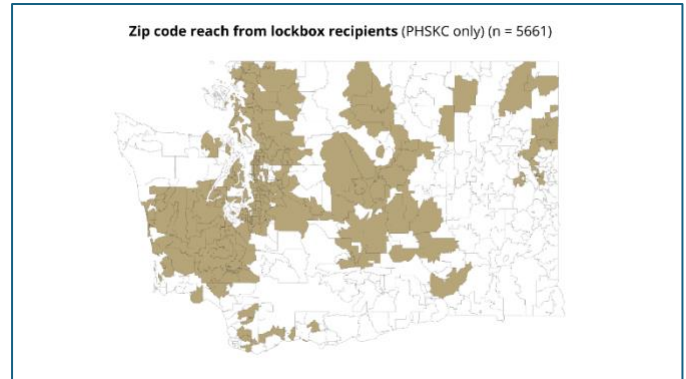 Zip code reach from lockbox recipients (PHSKC only) (n = 5661)